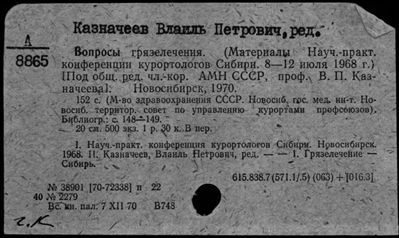 Казначеев Влаиль Петрович, ред.
А
8865
Вопросы грязелечения. (Материалы Науч.-практ.
конференции курортологов Сибири. 8—12 июля 1968 г.)
[Под общ. ред. чл.-кор. АМН СССР, проф. В. П. Каз-
начеева]. Новосибирск, 1970.
152 с. (М-во здравоохранения СССР. Новосиб. гос. мед. ин-т. Но-
восиб. территор. совет по управлению курортами профсоюзов).
Библиогр.: с. 148—149.
20 см. 500 экз. 1 р. 30 к. В пер.
I. Науч.-практ. конференция курортологов Сибири. Новосибирск.
1968. II. Казначеев, Влаиль Петрович, ред. — — 1. Грязелечение —
Сибирь.
615.838.7(571.1/.5) (063) + [016.3]
№ 38901 [70-72338] п 22
40 № 2279
Вс. кн. пал. 7 XII 70 В748